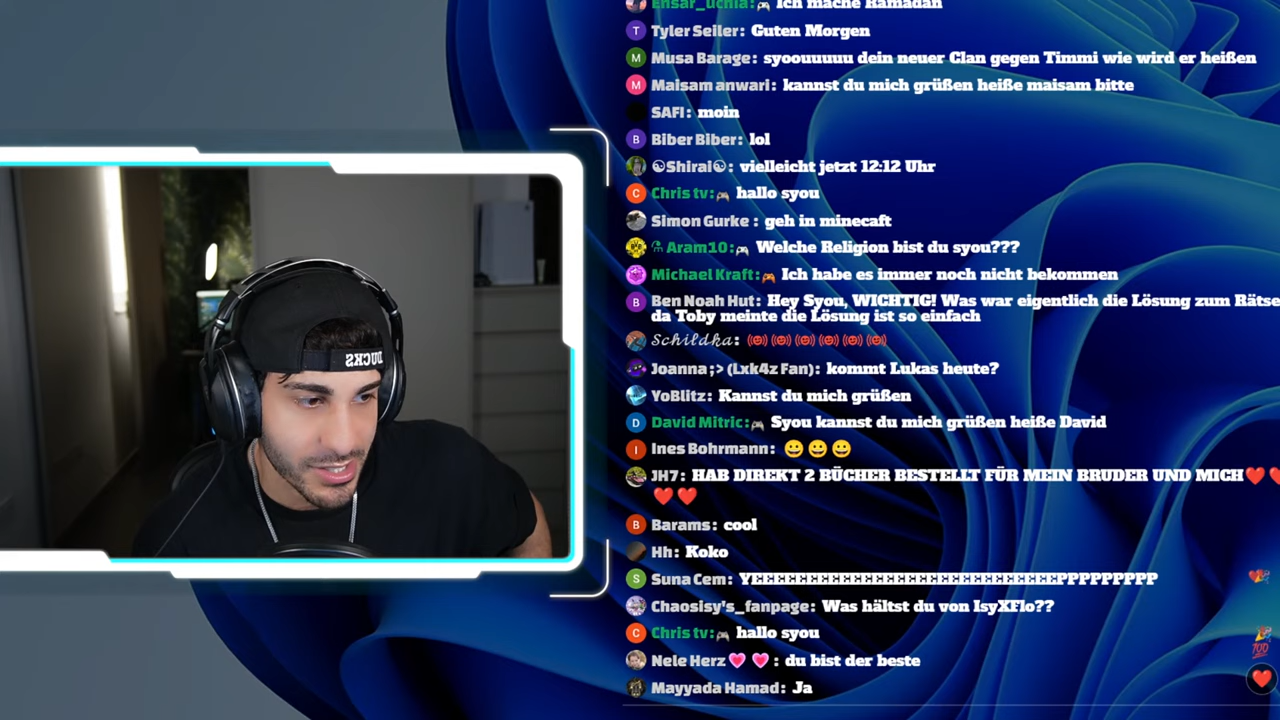 Ensar_uchia: Ich mache Ramadan
T Tyler Seiler: Guten Morgen
M Musa Barage: syoouuuuu dein neuer Clan gegen Timmi wie wird er heißen
M Maisam anwari: kannst du mich grüßen heiße maisam bitte
SAFI: moin
B Biber Biber: lol
☯Shirai☯: vielleicht jetzt 12:12 Uhr
C Chris tv:🎮 hallo syou
Simon Gurke : geh in minecaft
Aram10:🎮 Welche Religion bist du syou???
Michael Kraft:🎮 Ich habe es immer noch nicht bekommen
B Ben Noah Hut: Hey Syou, WICHTIG! Was war eigentlich die Lösung zum Rätse
da Toby meinte die Lösung ist so einfach
𝓢𝓬𝓱𝓲𝓵𝓭𝓴𝓪:
Joanna;> (Lxk4z Fan): kommt Lukas heute?
YoBlitz: Kannst du mich grüßen
D David Mitric:🎮 Syou kannst du mich grüßen heiße David
I Ines Bohrmann: 😀😀😀
JH7: HAB DIREKT 2 BÜCHER BESTELLT FÜR MEIN BRUDER UND MICH❤️❤️
❤️❤️
B Barams: cool
Hh: Koko
S Suna Cem: YEEEEEEEEEEEEEEEEEEEEEEEEEEEPPPPPPPPP
Chaosisy's_fanpage: Was hältst du von IsyXFlo??
C Chris tv:🎮 hallo syou
Nele Herz💗 💗 : du bist der beste
Mayyada Hamad: Ja
DUCKS
💯